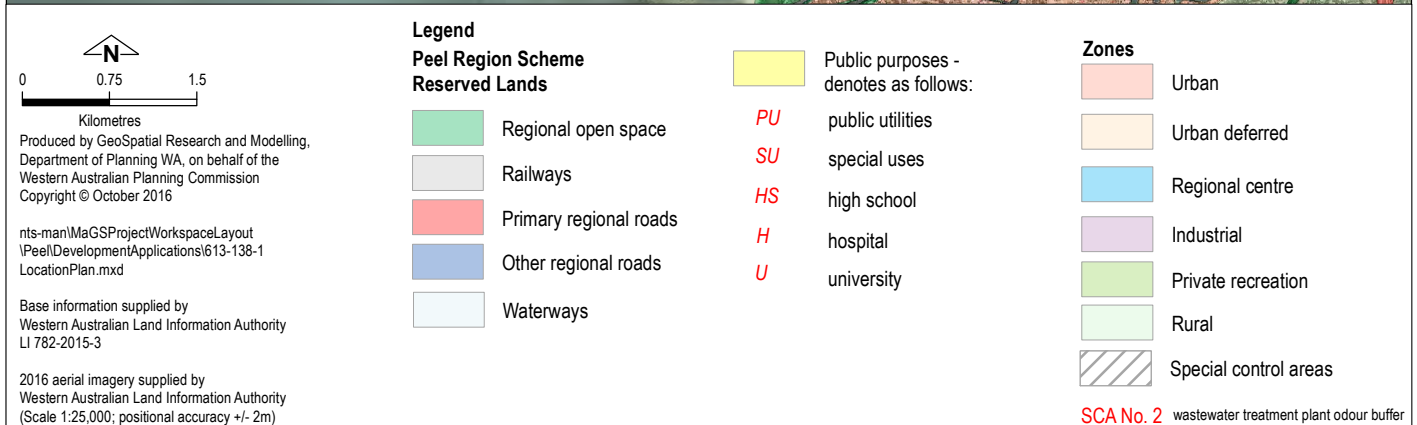 N
0 0.75 1.5
Kilometres
Produced by GeoSpatial Research and Modelling,
Department of Planning WA, on behalf of the
Western Australian Planning Commission
Copyright © October 2016
nts-man\MaGSProjectWorkspaceLayout
\Peel\DevelopmentApplications\613-138-1
LocationPlan.mxd
Base information supplied by
Western Australian Land Information Authority
LI 782-2015-3
2016 aerial imagery supplied by
Western Australian Land Information Authority
(Scale 1:25,000; positional accuracy +/- 2m)
Legend
Peel Region Scheme
Reserved Lands
Regional open space
Railways
Primary regional roads
Other regional roads
Waterways
Public purposes -
denotes as follows:
PU public utilities
SU special uses
HS high school
H hospital
U university
Zones
Urban
Urban deferred
Regional centre
Industrial
Private recreation
Rural
Special control areas
SCA No. 2 wastewater treatment plant odour buffer